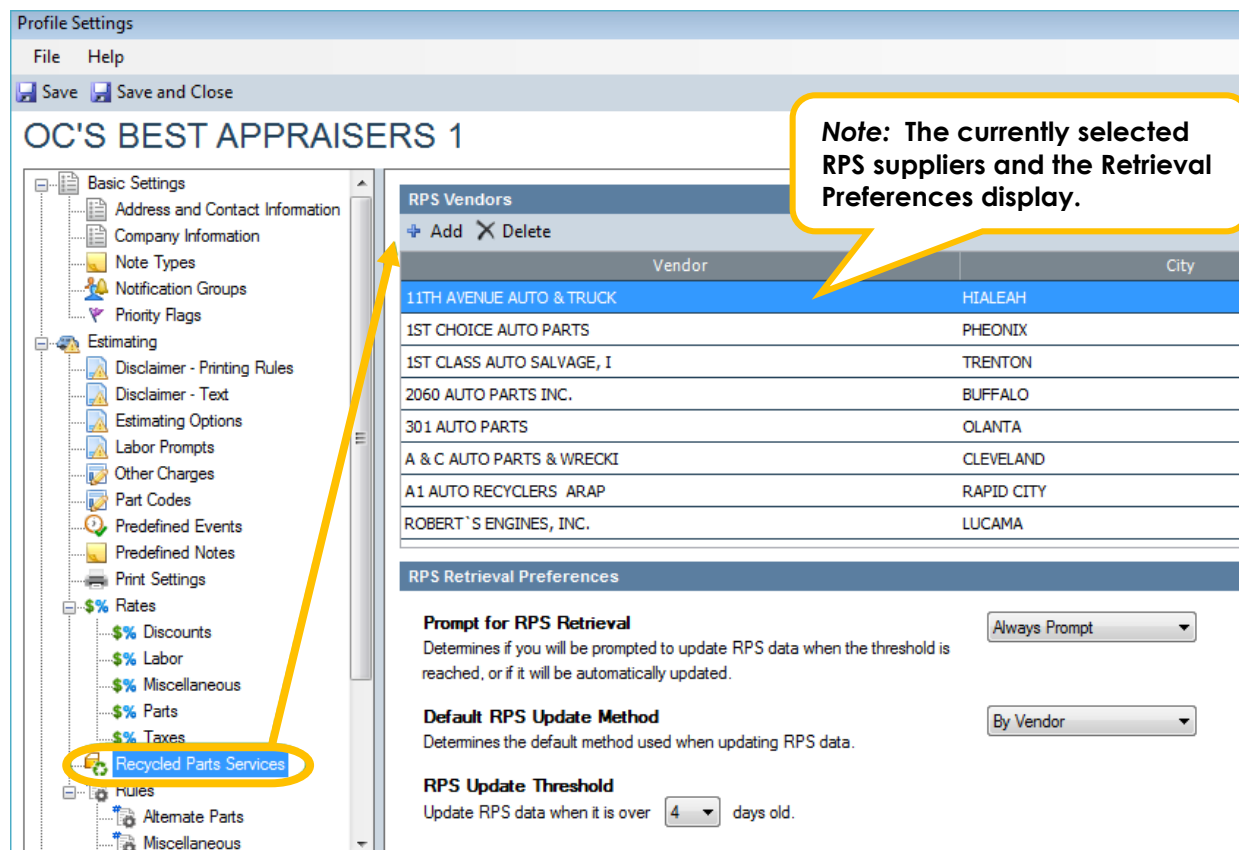 Profile Settings
File Help
Save Save and Close
OC'S BEST APPRAISERS 1
Note: The currently selected
RPS suppliers and the Retrieval
Preferences display.
Basic Settings
Address and Contact Information
Company Information
Note Types
Notification Groups
Priority Flags
Estimating
Disclaimer - Printing Rules
Disclaimer - Text
Estimating Options
Labor Prompts
Other Charges
Part Codes
Predefined Events
Predefined Notes
Print Settings
$% Rates
$% Discounts
$% Labor
$% Miscellaneous
$% Parts
$% Taxes
Recycled Parts Services
Rules
Alternate Parts
Miscellaneous
RPS Vendors
Add Delete
Vendor City
11TH AVENUE AUTO & TRUCK HIALEAH
1ST CHOICE AUTO PARTS PHEONIX
1ST CLASS AUTO SALVAGE, I TRENTON
2060 AUTO PARTS INC. BUFFALO
301 AUTO PARTS OLANTA
A & C AUTO PARTS & WRECKI CLEVELAND
A1 AUTO RECYCLERS ARAP RAPID CITY
ROBERT`S ENGINES, INC. LUCAMA
RPS Retrieval Preferences
Prompt for RPS Retrieval
Always Prompt
Determines if you will be prompted to update RPS data when the threshold is
reached, or if it will be automatically updated.
Default RPS Update Method
By Vendor
Determines the default method used when updating RPS data.
RPS Update Threshold
Update RPS data when it is over 4 days old.